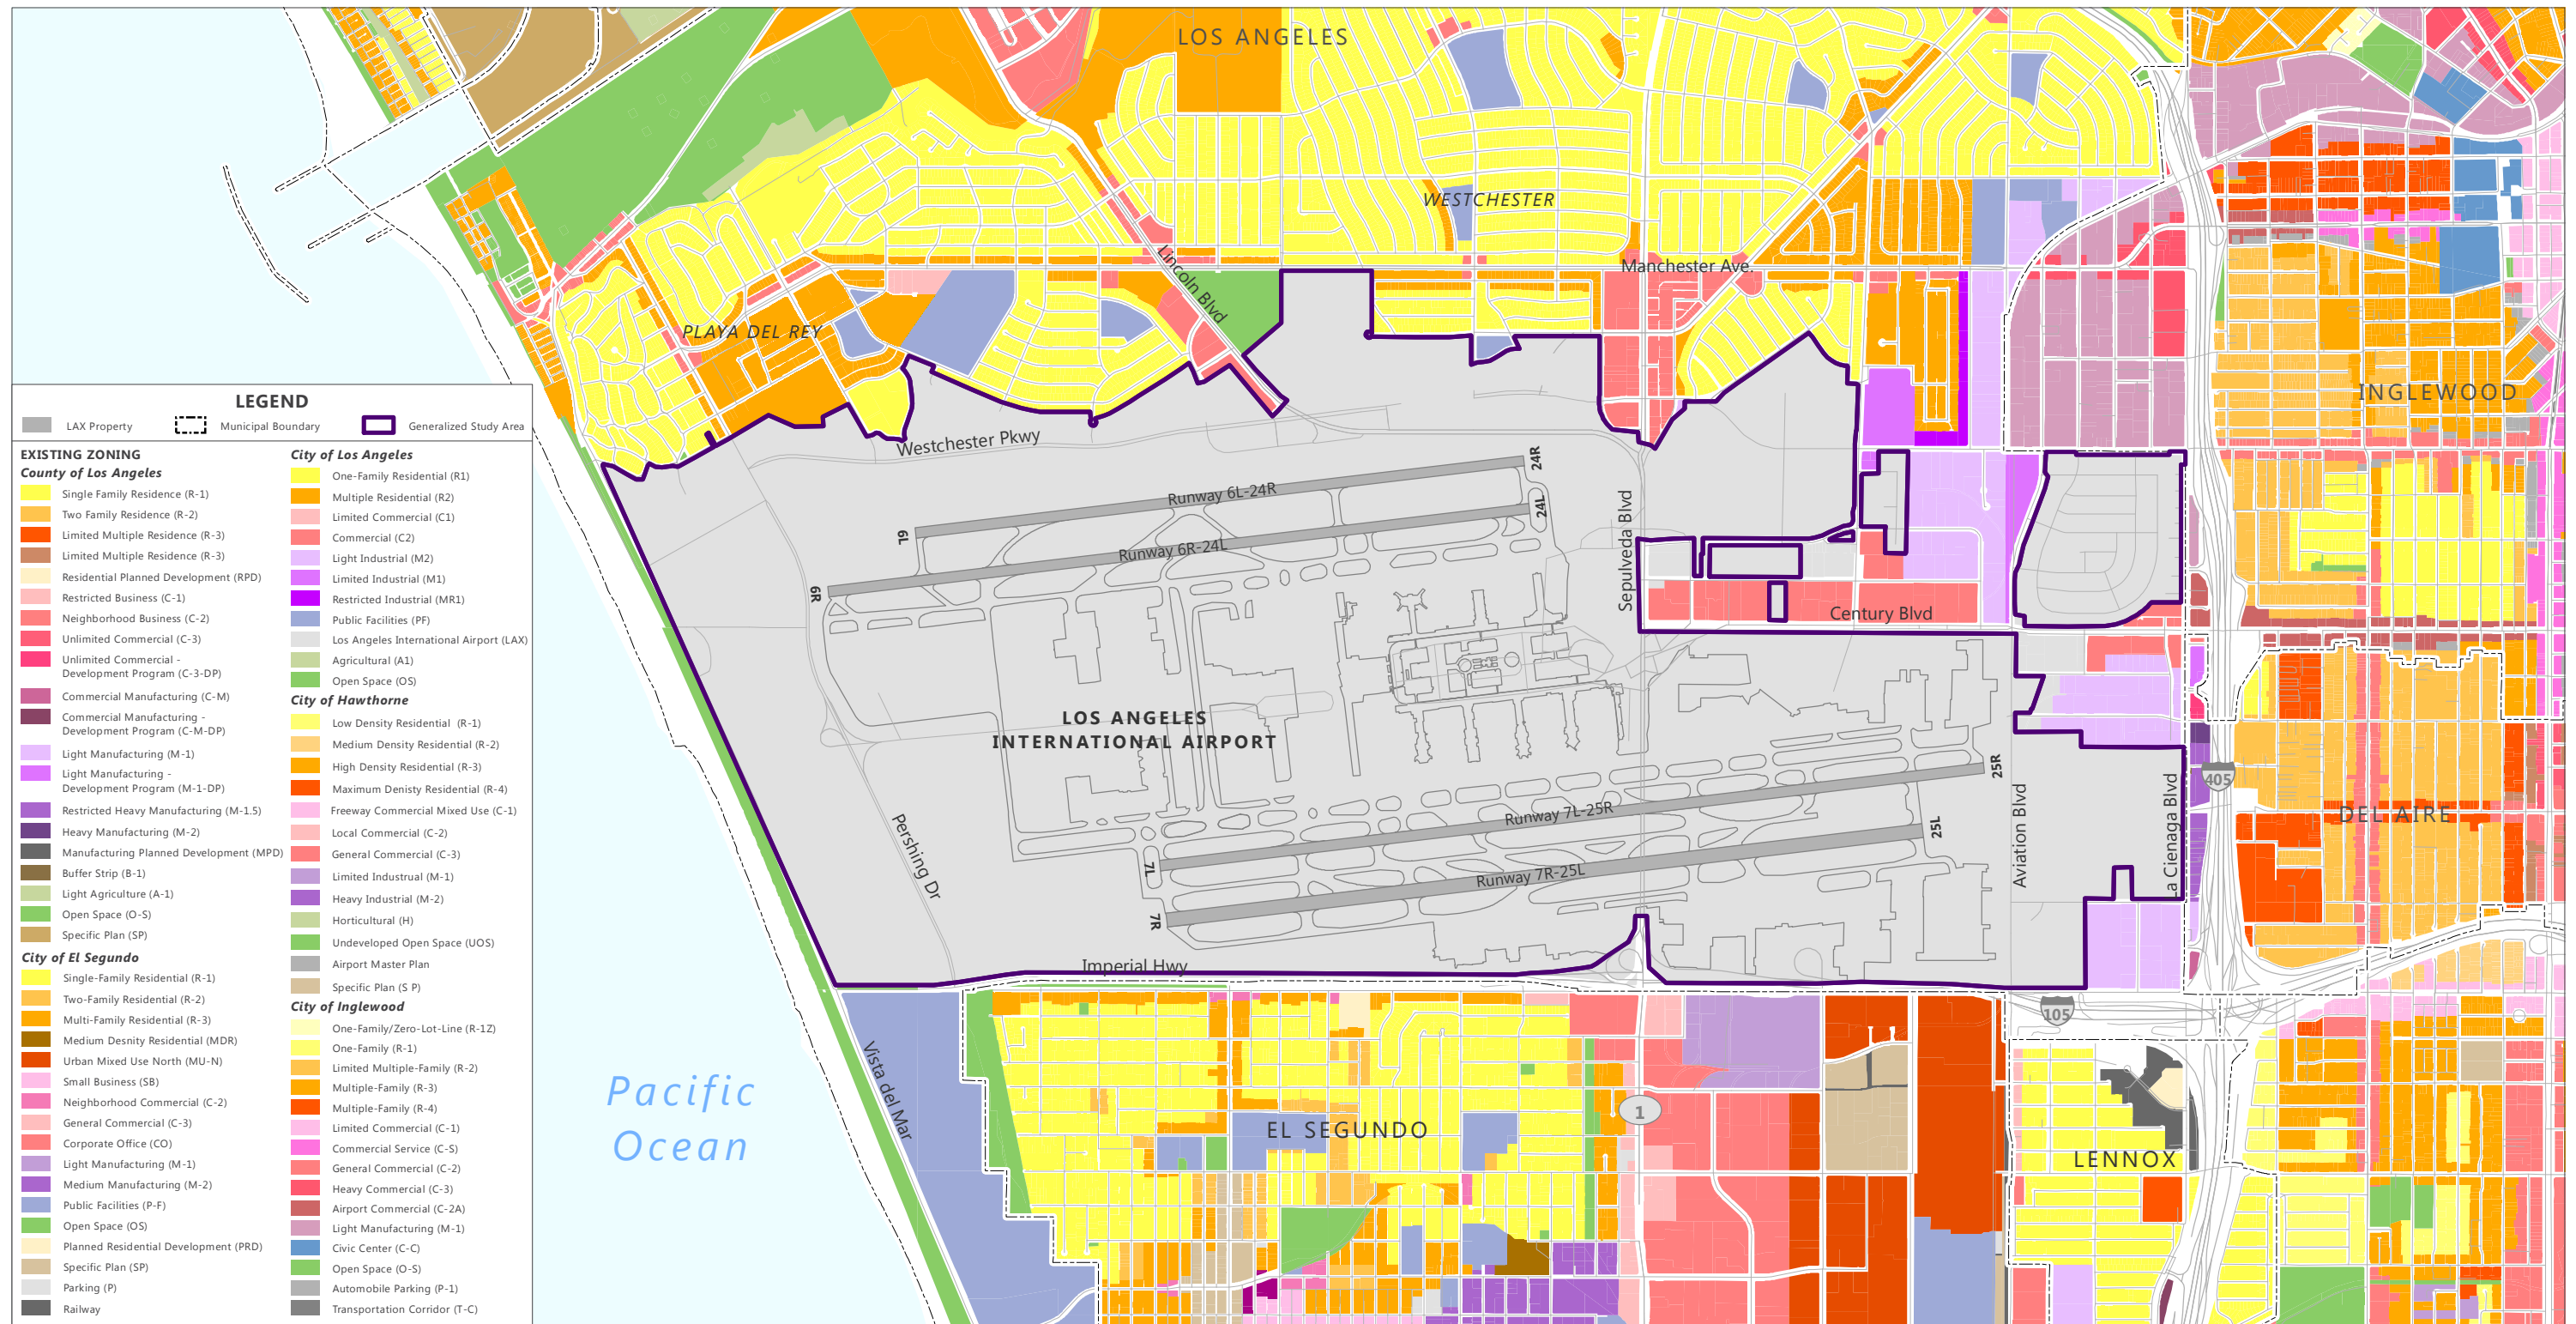 LOS ANGELES
WESTCHESTER
Manchester Ave.
Lincoln Blvd
PLAYA DEL REY
INGLEWOOD
Westchester Pkwy
24R
Runway 6L-24R
24L
6L
Runway 6R-24L
6R
Sepulveda Blvd
Century Blvd
LOS ANGELES
INTERNATIONAL AIRPORT
25R
405
Runway 7L-25R
DEL AIRE
25L
Aviation Blvd
La Cienaga Blvd
Pershing Dr
7L
Runway 7R-25L
7R
Imperial Hwy
105
Vista del Mar
Pacific
Ocean
1
EL SEGUNDO
LENNOX
LEGEND
LAX Property
Municipal Boundary
Generalized Study Area
EXISTING ZONING
County of Los Angeles
Single Family Residence (R-1)
Two Family Residence (R-2)
Limited Multiple Residence (R-3)
Limited Multiple Residence (R-3)
Residential Planned Development (RPD)
Restricted Business (C-1)
Neighborhood Business (C-2)
Unlimited Commercial (C-3)
Unlimited Commercial -
Development Program (C-3-DP)
Commercial Manufacturing (C-M)
Commercial Manufacturing -
Development Program (C-M-DP)
Light Manufacturing (M-1)
Light Manufacturing -
Development Program (M-1-DP)
Restricted Heavy Manufacturing (M-1.5)
Heavy Manufacturing (M-2)
Manufacturing Planned Development (MPD)
Buffer Strip (B-1)
Light Agriculture (A-1)
Open Space (O-S)
Specific Plan (SP)
City of El Segundo
Single-Family Residential (R-1)
Two-Family Residential (R-2)
Multi-Family Residential (R-3)
Medium Desnity Residential (MDR)
Urban Mixed Use North (MU-N)
Small Business (SB)
Neighborhood Commercial (C-2)
General Commercial (C-3)
Corporate Office (CO)
Light Manufacturing (M-1)
Medium Manufacturing (M-2)
Public Facilities (P-F)
Open Space (OS)
Planned Residential Development (PRD)
Specific Plan (SP)
Parking (P)
Railway
City of Los Angeles
One-Family Residential (R1)
Multiple Residential (R2)
Limited Commercial (C1)
Commercial (C2)
Light Industrial (M2)
Limited Industrial (M1)
Restricted Industrial (MR1)
Public Facilities (PF)
Los Angeles International Airport (LAX)
Agricultural (A1)
Open Space (OS)
City of Hawthorne
Low Density Residential (R-1)
Medium Density Residential (R-2)
High Density Residential (R-3)
Maximum Denisty Residential (R-4)
Freeway Commercial Mixed Use (C-1)
Local Commercial (C-2)
General Commercial (C-3)
Limited Industrual (M-1)
Heavy Industrial (M-2)
Horticultural (H)
Undeveloped Open Space (UOS)
Airport Master Plan
Specific Plan (S P)
City of Inglewood
One-Family/Zero-Lot-Line (R-1Z)
One-Family (R-1)
Limited Multiple-Family (R-2)
Multiple-Family (R-3)
Multiple-Family (R-4)
Limited Commercial (C-1)
Commercial Service (C-S)
General Commercial (C-2)
Heavy Commercial (C-3)
Airport Commercial (C-2A)
Light Manufacturing (M-1)
Civic Center (C-C)
Open Space (O-S)
Automobile Parking (P-1)
Transportation Corridor (T-C)